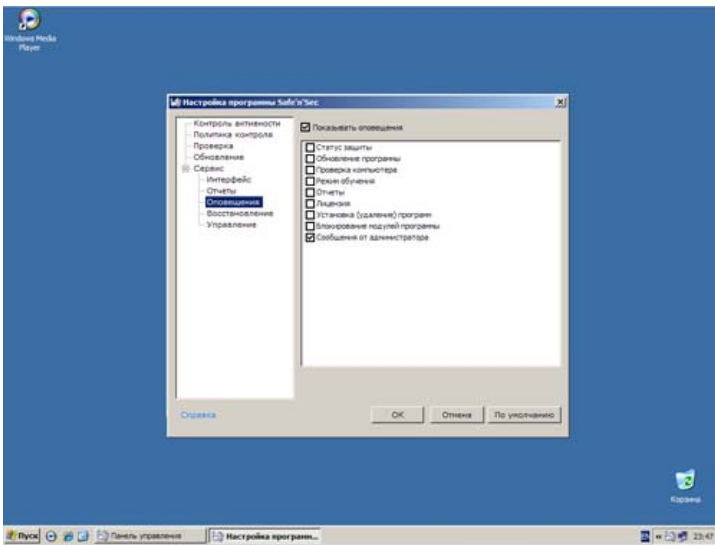 Windows Media
Player
Настройка программы Safe'n'Sec
Контроль активности
Политика контроля
Проверка
Обновление
Сервис
Интерфейс
Отчеты
Оповещения
Восстановление
Управление
Показывать оповещения
Статус защиты
Обновление программы
Проверка компьютера
Режим обучения
Отчеты
Лицензия
Установка (удаление) программ
Блокирование модулей программы
Сообщения от администратора
Справка
OK
Отмена
По умолчанию
Корзина
Пуск
Панель управления
Настройка программ...
EN
23:47